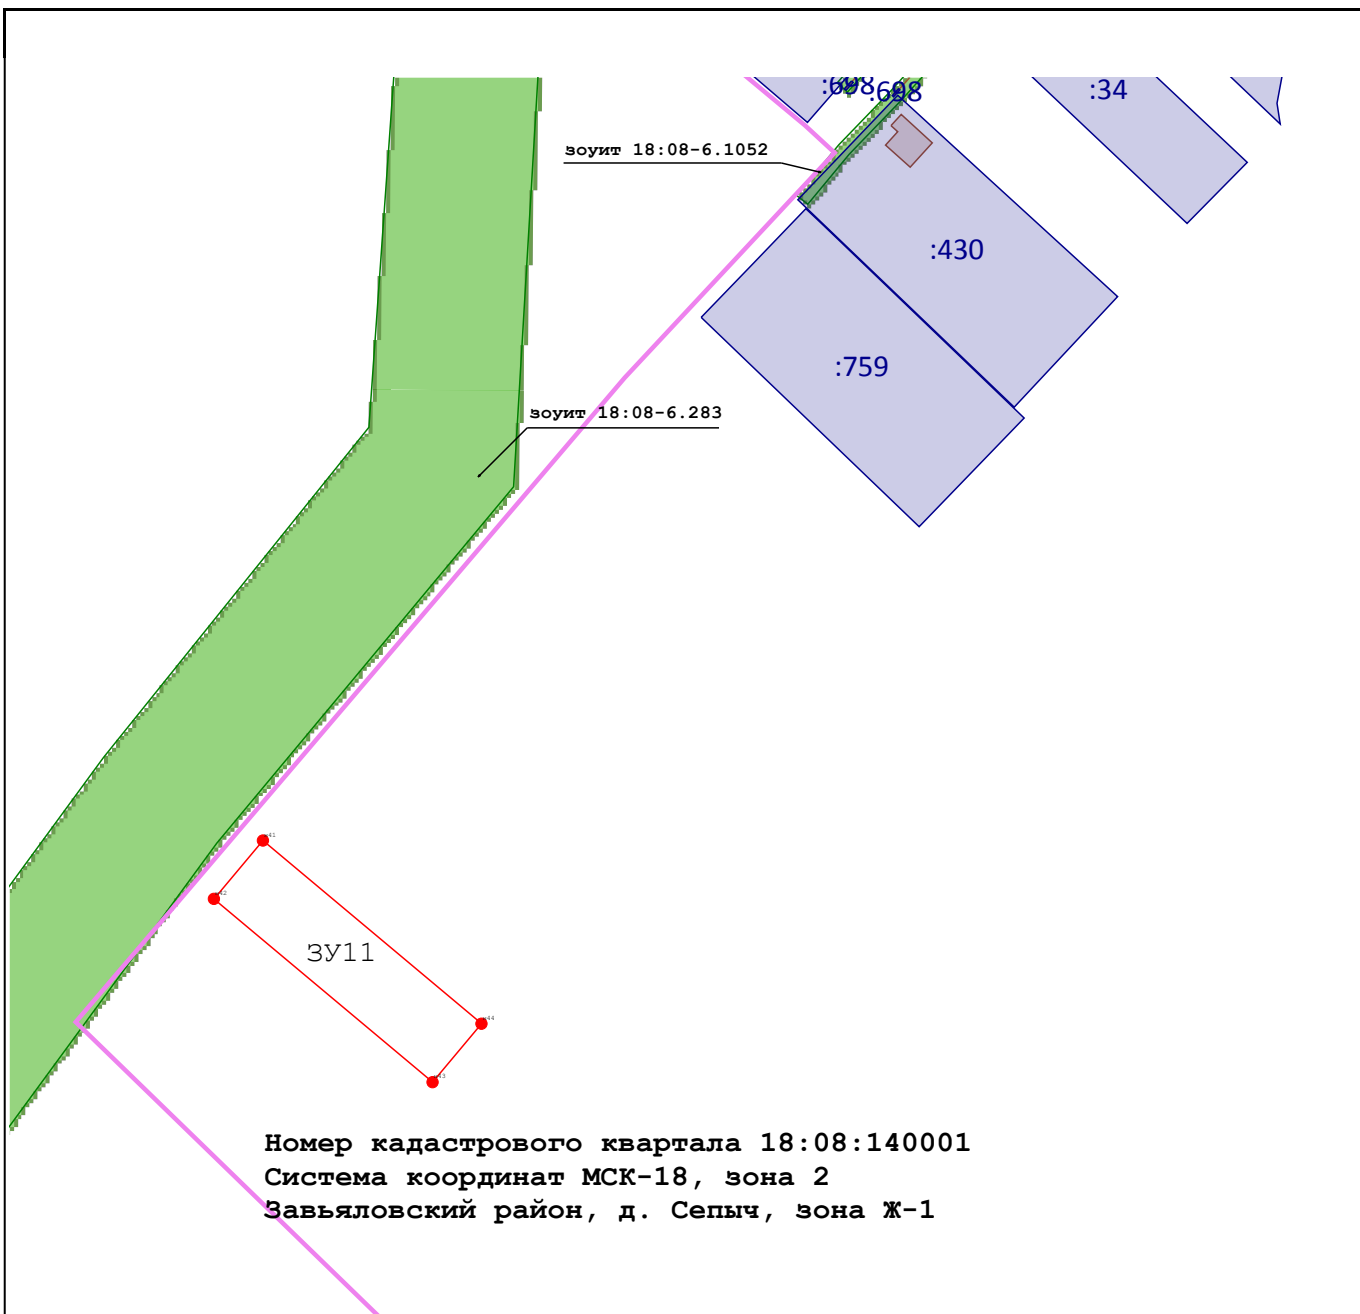 :698
:698
:34
зоуит 18:08-6.1052
:430
:759
зоуит 18:08-6.283
ЗУ11
Номер кадастрового квартала 18:08:140001
Система координат МСК-18, зона 2
Завьяловский район, д. Сепыч, зона Ж-1